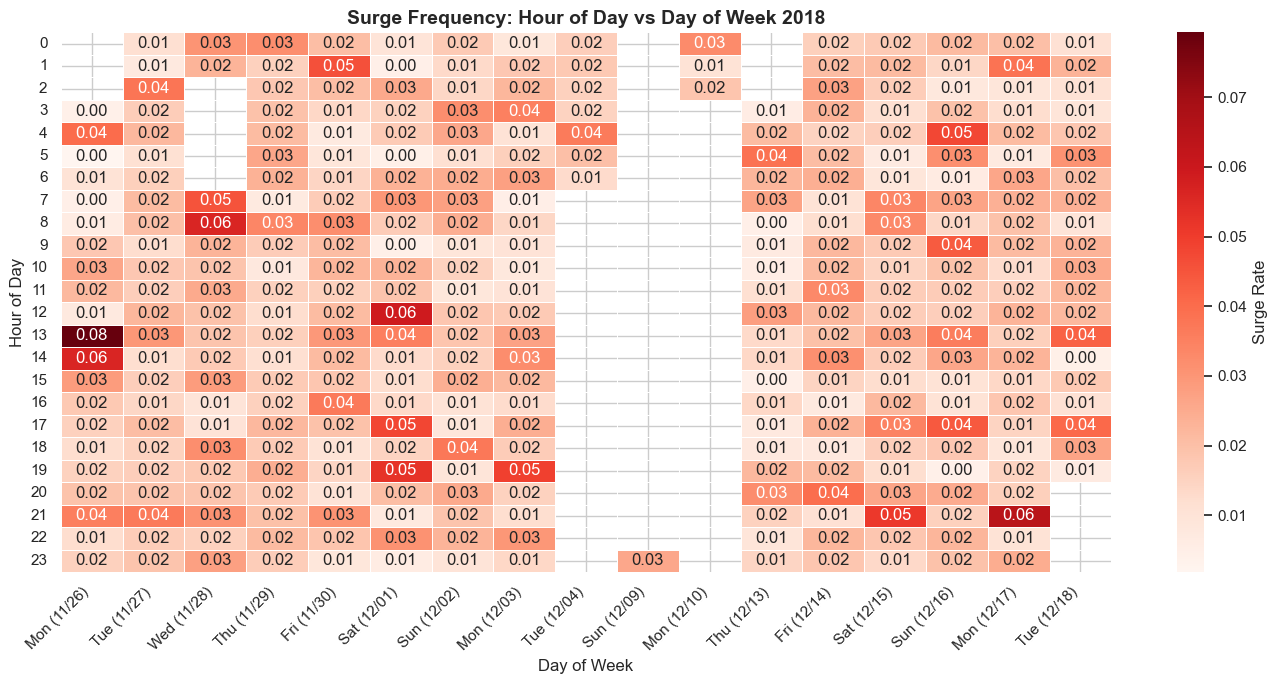 Surge Frequency: Hour of Day vs Day of Week 2018
0 0.01 0.03 0.03 0.02 0.01 0.02 0.01 0.02 0.03 0.02 0.02 0.02 0.02 0.01
1 0.01 0.02 0.02 0.05 0.00 0.01 0.02 0.02 0.01 0.02 0.02 0.01 0.04 0.02
2 0.04 0.02 0.02 0.03 0.01 0.02 0.02 0.02 0.03 0.02 0.01 0.01 0.01
3 0.00 0.02 0.02 0.01 0.02 0.03 0.04 0.02 0.01 0.02 0.01 0.02 0.01 0.01
4 0.04 0.02 0.02 0.01 0.02 0.03 0.01 0.04 0.02 0.02 0.02 0.05 0.02 0.02
5 0.00 0.01 0.03 0.01 0.00 0.01 0.02 0.02 0.04 0.02 0.01 0.03 0.01 0.03
6 0.01 0.02 0.02 0.01 0.02 0.02 0.03 0.01 0.02 0.02 0.01 0.01 0.03 0.02
7 0.00 0.02 0.05 0.01 0.02 0.03 0.03 0.01 0.03 0.01 0.03 0.03 0.02 0.02
8 0.01 0.02 0.06 0.03 0.03 0.02 0.02 0.01 0.00 0.01 0.03 0.01 0.02 0.01
9 0.02 0.01 0.02 0.02 0.02 0.00 0.01 0.01 0.01 0.02 0.02 0.04 0.02 0.02
10 0.03 0.02 0.02 0.01 0.02 0.02 0.02 0.01 0.01 0.02 0.01 0.02 0.01 0.03
11 0.02 0.02 0.03 0.02 0.02 0.02 0.01 0.01 0.01 0.03 0.02 0.02 0.02 0.02
12 0.01 0.02 0.02 0.01 0.02 0.06 0.02 0.02 0.03 0.02 0.02 0.02 0.02 0.02
13 0.08 0.03 0.02 0.02 0.03 0.04 0.02 0.03 0.01 0.02 0.03 0.04 0.02 0.04
14 0.06 0.01 0.02 0.01 0.02 0.01 0.02 0.03 0.01 0.03 0.02 0.03 0.02 0.00
15 0.03 0.02 0.03 0.02 0.02 0.01 0.02 0.02 0.00 0.01 0.01 0.01 0.01 0.02
16 0.02 0.01 0.01 0.02 0.04 0.01 0.01 0.01 0.01 0.01 0.02 0.01 0.02 0.01
17 0.02 0.02 0.01 0.02 0.02 0.05 0.01 0.02 0.01 0.02 0.03 0.04 0.01 0.04
18 0.01 0.02 0.03 0.02 0.01 0.02 0.04 0.02 0.01 0.01 0.02 0.02 0.01 0.03
19 0.02 0.02 0.02 0.02 0.01 0.05 0.01 0.05 0.02 0.02 0.01 0.00 0.02 0.01
20 0.02 0.02 0.02 0.02 0.01 0.02 0.03 0.02 0.03 0.04 0.03 0.02 0.02
21 0.04 0.04 0.03 0.02 0.03 0.01 0.02 0.01 0.02 0.01 0.05 0.02 0.06
22 0.01 0.02 0.02 0.02 0.02 0.03 0.02 0.03 0.01 0.02 0.02 0.02 0.01
23 0.02 0.02 0.03 0.02 0.01 0.01 0.01 0.01 0.03 0.01 0.02 0.01 0.02 0.02
Hour of Day
Mon (11/26) Tue (11/27) Wed (11/28) Thu (11/29) Fri (11/30) Sat (12/01) Sun (12/02) Mon (12/03) Tue (12/04) Sun (12/09) Mon (12/10) Thu (12/13) Fri (12/14) Sat (12/15) Sun (12/16) Mon (12/17) Tue (12/18)
Day of Week
0.07
0.06
0.05
0.04
0.03
0.02
0.01
Surge Rate